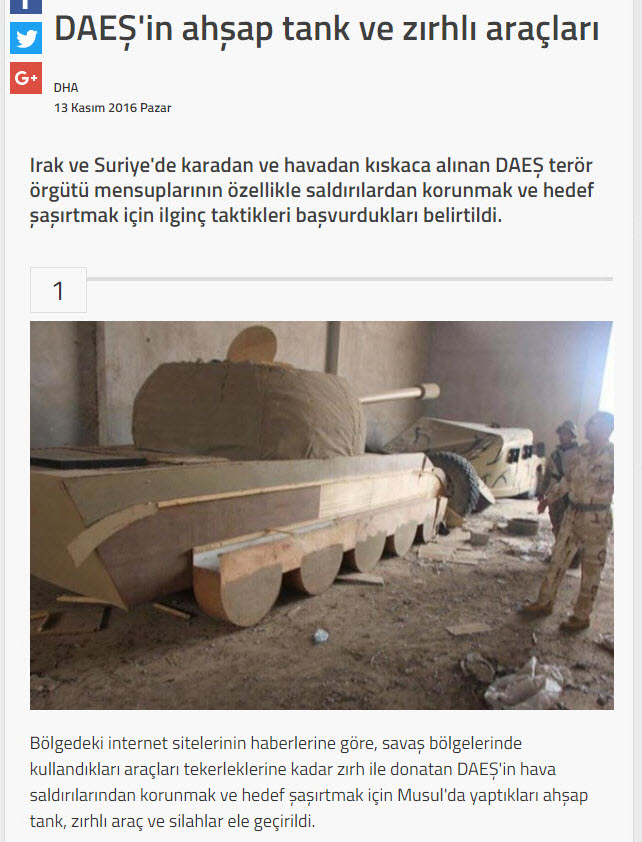 DAEŞ'in ahşap tank ve zırhlı araçları
G+
DHA
13 Kasım 2016 Pazar
Irak ve Suriye'de karadan ve havadan kıskaca alınan DAEŞ terör
örgütü mensuplarının özellikle saldırılardan korunmak ve hedef
şaşırtmak için ilginç taktikleri başvurdukları belirtildi.
1
Bölgedeki internet sitelerinin haberlerine göre, savaş bölgelerinde
kullandıkları araçları tekerleklerine kadar zırh ile donatan DAEŞ'in hava
saldırılarından korunmak ve hedef şaşırtmak için Musul'da yaptıkları ahşap
tank, zırhlı araç ve silahlar ele geçirildi.